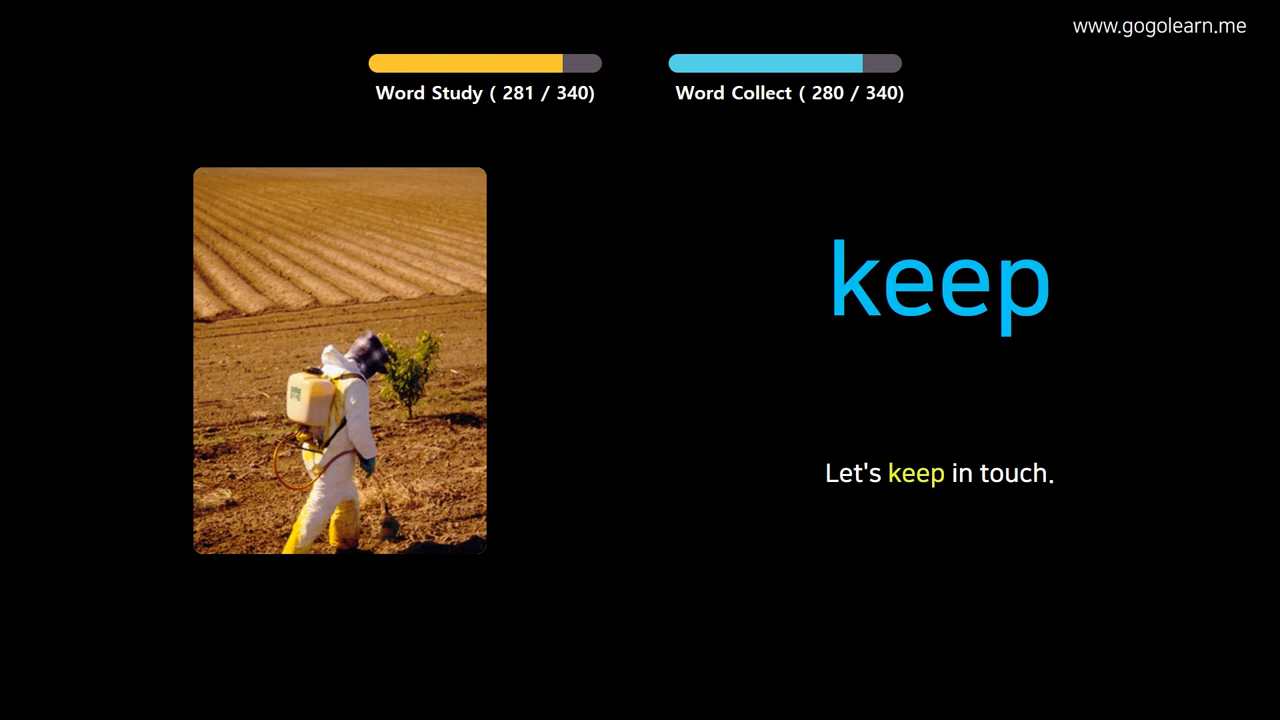 www.gogolearn.me
Word Study ( 281 / 340)
Word Collect ( 280 / 340)
keep
Let's keep in touch.